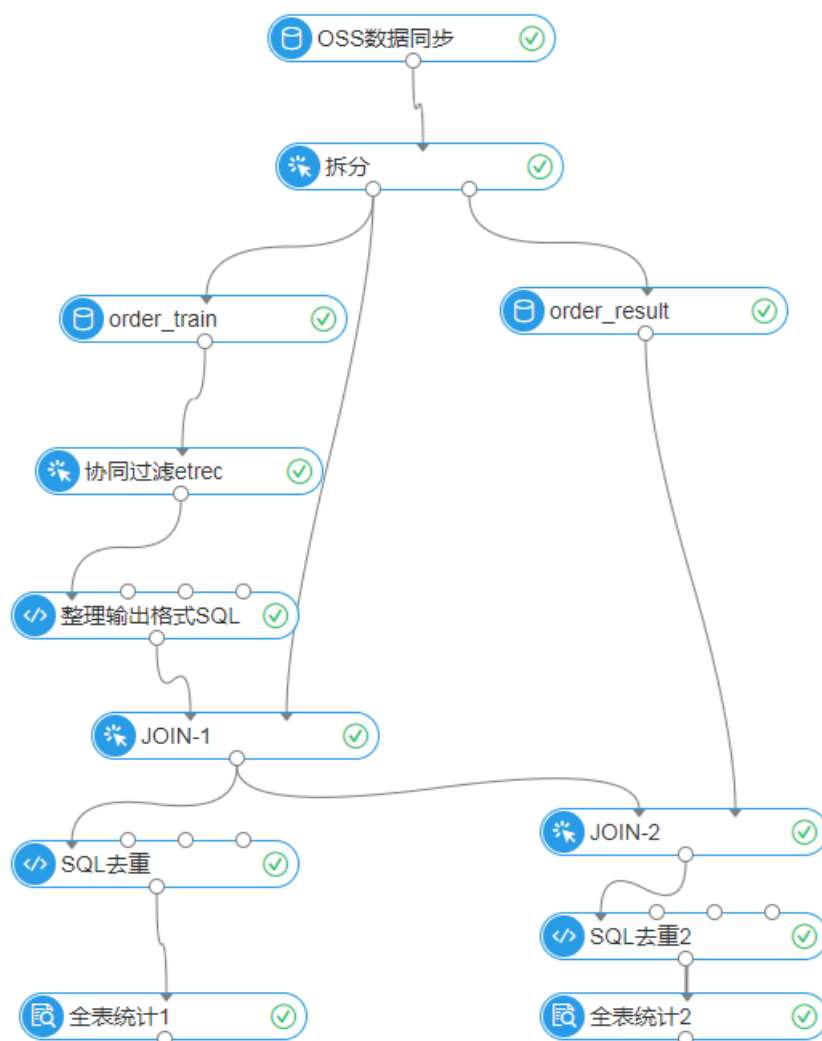 OSS数据同步
拆分
order_train
order_result
协同过滤etrec
整理输出格式SQL
JOIN-1
JOIN-2
SQL去重
SQL去重2
全表统计1
全表统计2